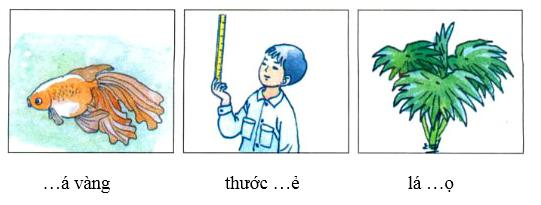 …á vàng thước …ẻ lá …ọ